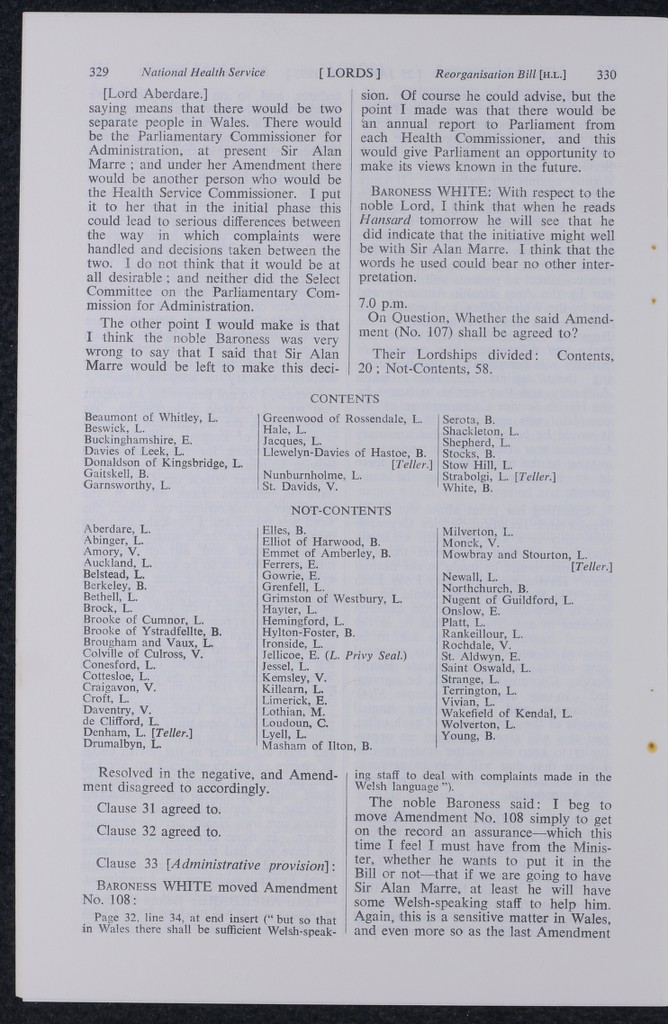 329 National Health Service [LORDS] Reorganisation Bill [H.L.] 330
[Lord Aberdare.]
saying means that there would be two
separate people in Wales. There would
be the Parliamentary Commissioner for
Administration, at present Sir Alan
Marre ; and under her Amendment there
would be another person who would be
the Health Service Commissioner. I put
it to her that in the initial phase this
could lead to serious differences between
the way in which complaints were
handled and decisions taken between the
two. I do not think that it would be at
all desirable ; and neither did the Select
Committee on the Parliamentary Com-
mission for Administration.
The other point I would make is that
I think the noble Baroness was very
wrong to say that I said that Sir Alan
Marre would be left to make this deci-
sion. Of course he could advise, but the
point I made was that there would be
an annual report to Parliament from
each Health Commissioner, and this
would give Parliament an opportunity to
make its views known in the future.
BARONESS WHITE: With respect to the
noble Lord, I think that when he reads
Hansard tomorrow he will see that he
did indicate that the initiative might well
be with Sir Alan Marre. I think that the
words he used could bear no other inter-
pretation.
7.0 p.m.
On Question, Whether the said Amend-
ment (No. 107) shall be agreed to?
Their Lordships divided: Contents,
20 ; Not-Contents, 58.
CONTENTS
Beaumont of Whitley, L.
Beswick, L.
Buckinghamshire, E.
Davies of Leek, L.
Donaldson of Kingsbridge, L.
Gaitskell, B.
Garnsworthy, L.
Greenwood of Rossendale, L.
Hale, L.
Jacques, L.
Llewelyn-Davies of Hastoe, B.
[Teller.]
Nunburnholme, L.
St. Davids, V.
Serota, B.
Shackleton, L.
Shepherd, L.
Stocks, B.
Stow Hill, L.
Strabolgi, L. [Teller.]
White, B.
NOT-CONTENTS
Aberdare, L.
Abinger, L.
Amory, V.
Auckland, L.
Belstead, L.
Berkeley, B.
Bethell, L.
Brock, L.
Brooke of Cumnor, L.
Brooke of Ystradfellte, B.
Brougham and Vaux, L.
Colville of Culross, V.
Conesford, L.
Cottesloe, L.
Craigavon, V.
Croft, L.
Daventry, V.
de Clifford, L.
Denham, L. [Teller.]
Drumalbyn, L.
Elles, B.
Elliot of Harwood, B.
Emmet of Amberley, B.
Ferrers, E.
Gowrie, E.
Grenfell, L.
Grimston of Westbury, L.
Hayter, L.
Hemingford, L.
Hylton-Foster, B.
Ironside, L.
Jellicoe, E. (L. Privy Seal.)
Jessel, L.
Kemsley, V.
Killearn, L.
Limerick, E.
Lothian, M.
Loudoun, C.
Lyell, L.
Masham of Ilton, B.
Milverton, L.
Monck, V.
Mowbray and Stourton, L.
[Teller.]
Newall, L.
Northchurch, B.
Nugent of Guildford, L.
Onslow, E.
Platt, L.
Rankeillour, L.
Rochdale, V.
St. Aldwyn, E.
Saint Oswald, L.
Strange, L.
Terrington, L.
Vivian, L.
Wakefield of Kendal, L.
Wolverton, L.
Young, B.
Resolved in the negative, and Amend-
ment disagreed to accordingly.
Clause 31 agreed to.
Clause 32 agreed to.
Clause 33 [Administrative provision]:
BARONESS WHITE moved Amendment
No. 108:
Page 32, line 34, at end insert (" but so that
in Wales there shall be sufficient Welsh-speak-
ing staff to deal with complaints made in the
Welsh language ").
The noble Baroness said: I beg to
move Amendment No. 108 simply to get
on the record an assurance—which this
time I feel I must have from the Minis-
ter, whether he wants to put it in the
Bill or not—that if we are going to have
Sir Alan Marre, at least he will have
some Welsh-speaking staff to help him.
Again, this is a sensitive matter in Wales,
and even more so as the last Amendment